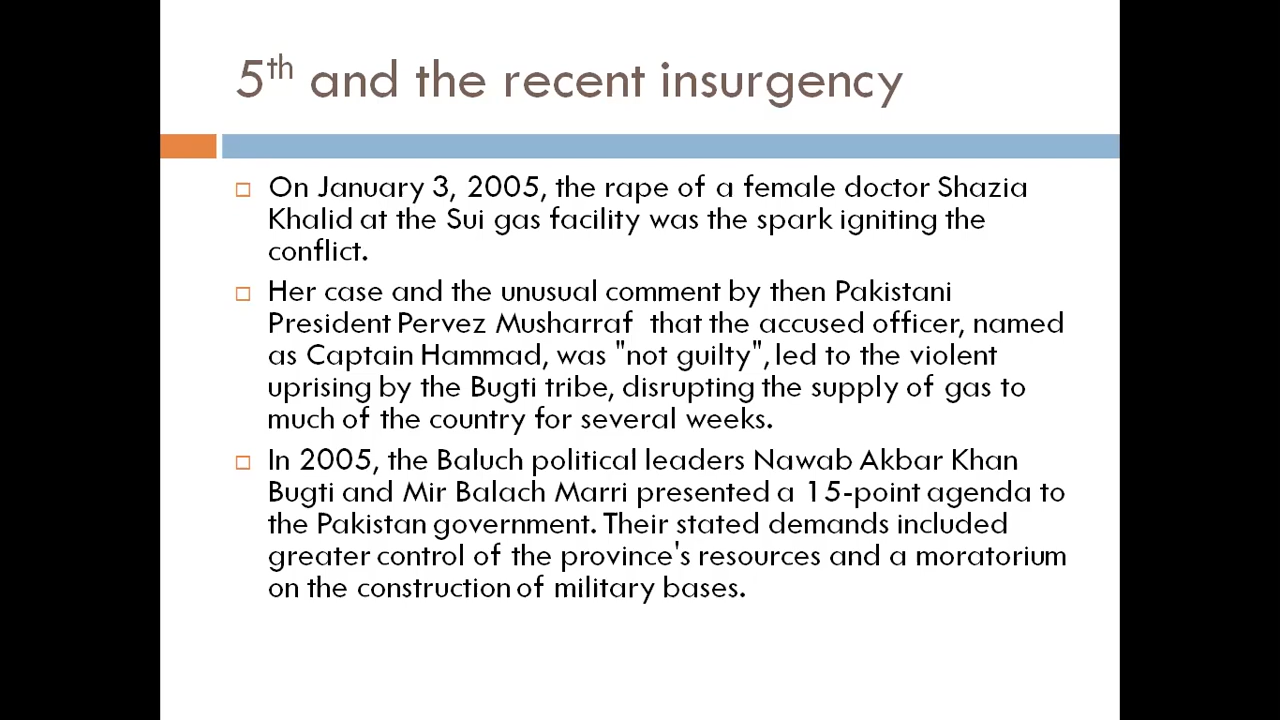 5th and the recent insurgency
On January 3, 2005, the rape of a female doctor Shazia
Khalid at the Sui gas facility was the spark igniting the
conflict.
Her case and the unusual comment by then Pakistani
President Pervez Musharraf  that the accused officer, named
as Captain Hammad, was "not guilty", led to the violent
uprising by the Bugti tribe, disrupting the supply of gas to
much of the country for several weeks.
In 2005, the Baluch political leaders Nawab Akbar Khan
Bugti and Mir Balach Marri presented a 15-point agenda to
the Pakistan government. Their stated demands included
greater control of the province's resources and a moratorium
on the construction of military bases.